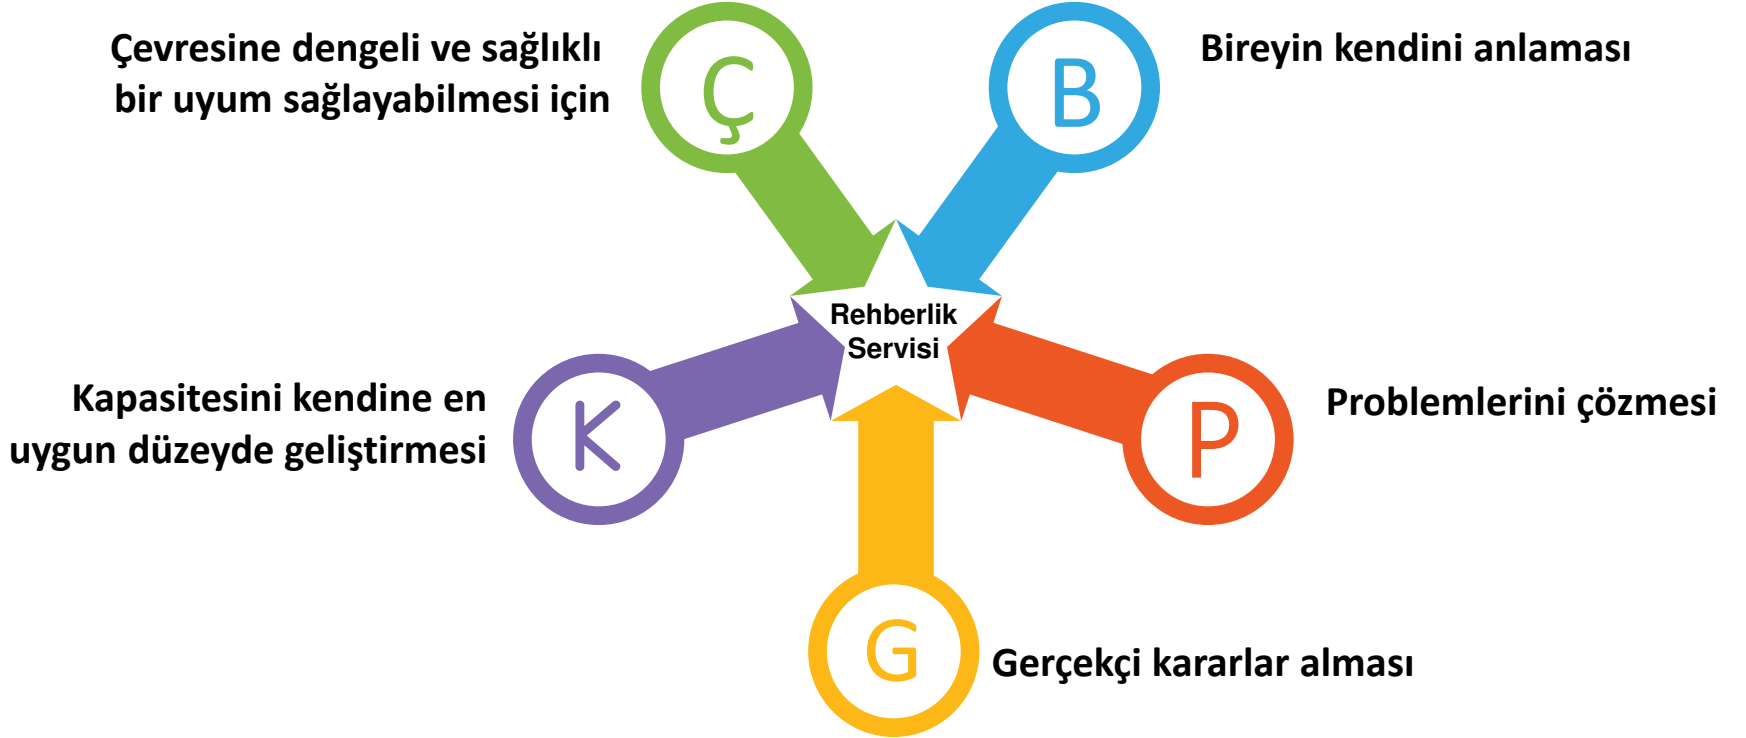 Çevresine dengeli ve sağlıklı
bir uyum sağlayabilmesi için
Ç
B
Bireyin kendini anlaması
Rehberlik
Servisi
Kapasitesini kendine en
uygun düzeyde geliştirmesi
K
P
Problemlerini çözmesi
G
Gerçekçi kararlar alması